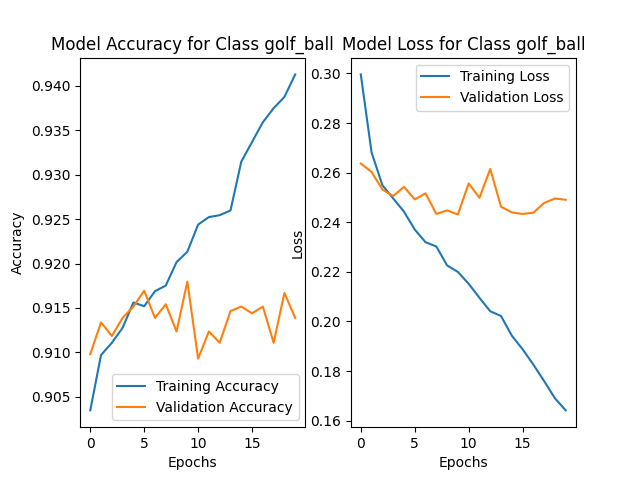 Model Accuracy for Class golf_ball
0.940
0.935
0.930
0.925
0.920
0.915
0.910
0.905
Accuracy
Training Accuracy
Validation Accuracy
0 5 10 15
Epochs
Model Loss for Class golf_ball
0.30
0.28
0.26
0.24
0.22
0.20
0.18
0.16
Loss
Training Loss
Validation Loss
0 5 10 15
Epochs